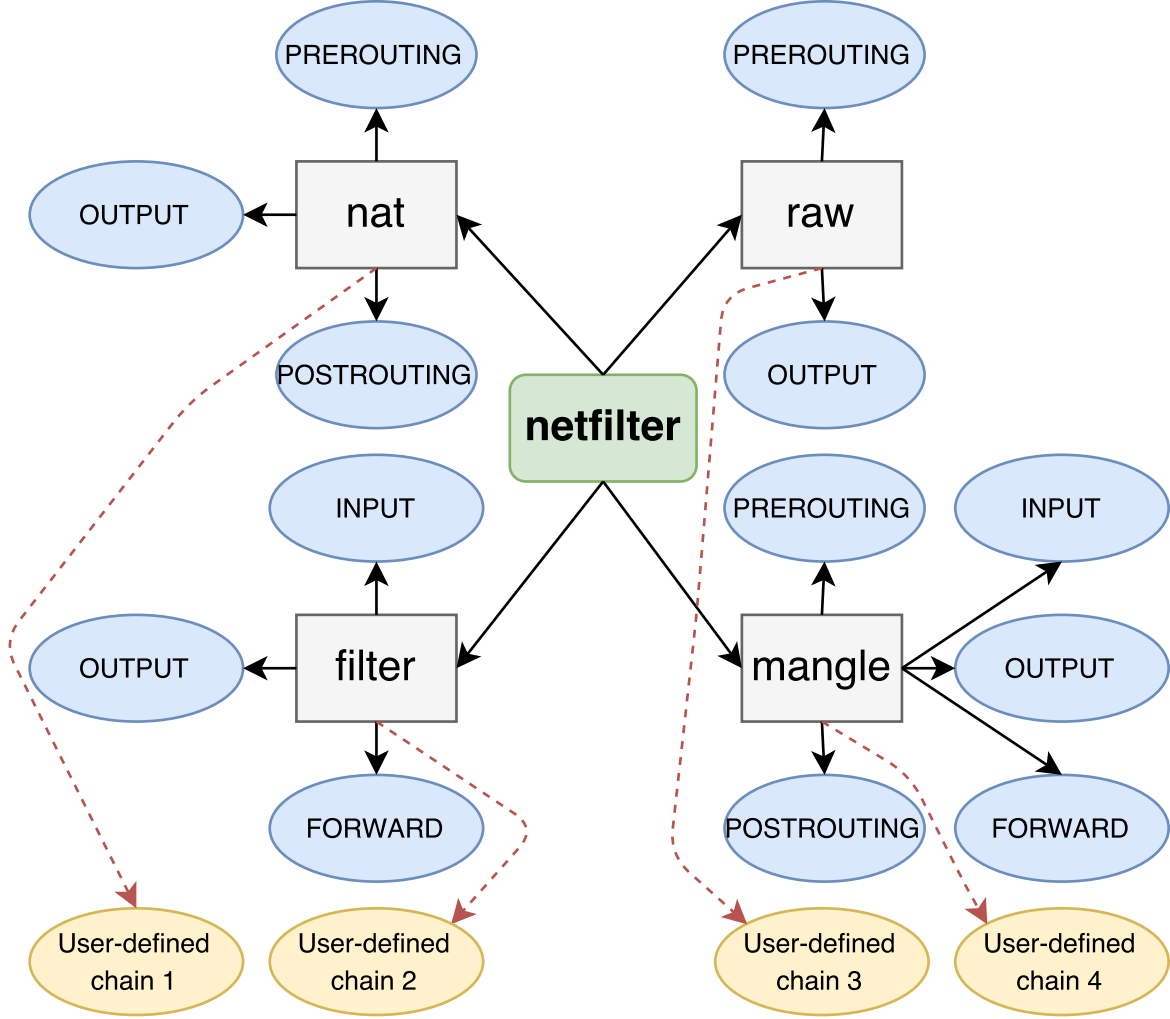 PREROUTING
PREROUTING
OUTPUT
nat
raw
POSTROUTING
OUTPUT
netfilter
INPUT
PREROUTING
INPUT
OUTPUT
filter
mangle
OUTPUT
FORWARD
POSTROUTING
FORWARD
User-defined
chain 1
User-defined
chain 2
User-defined
chain 3
User-defined
chain 4